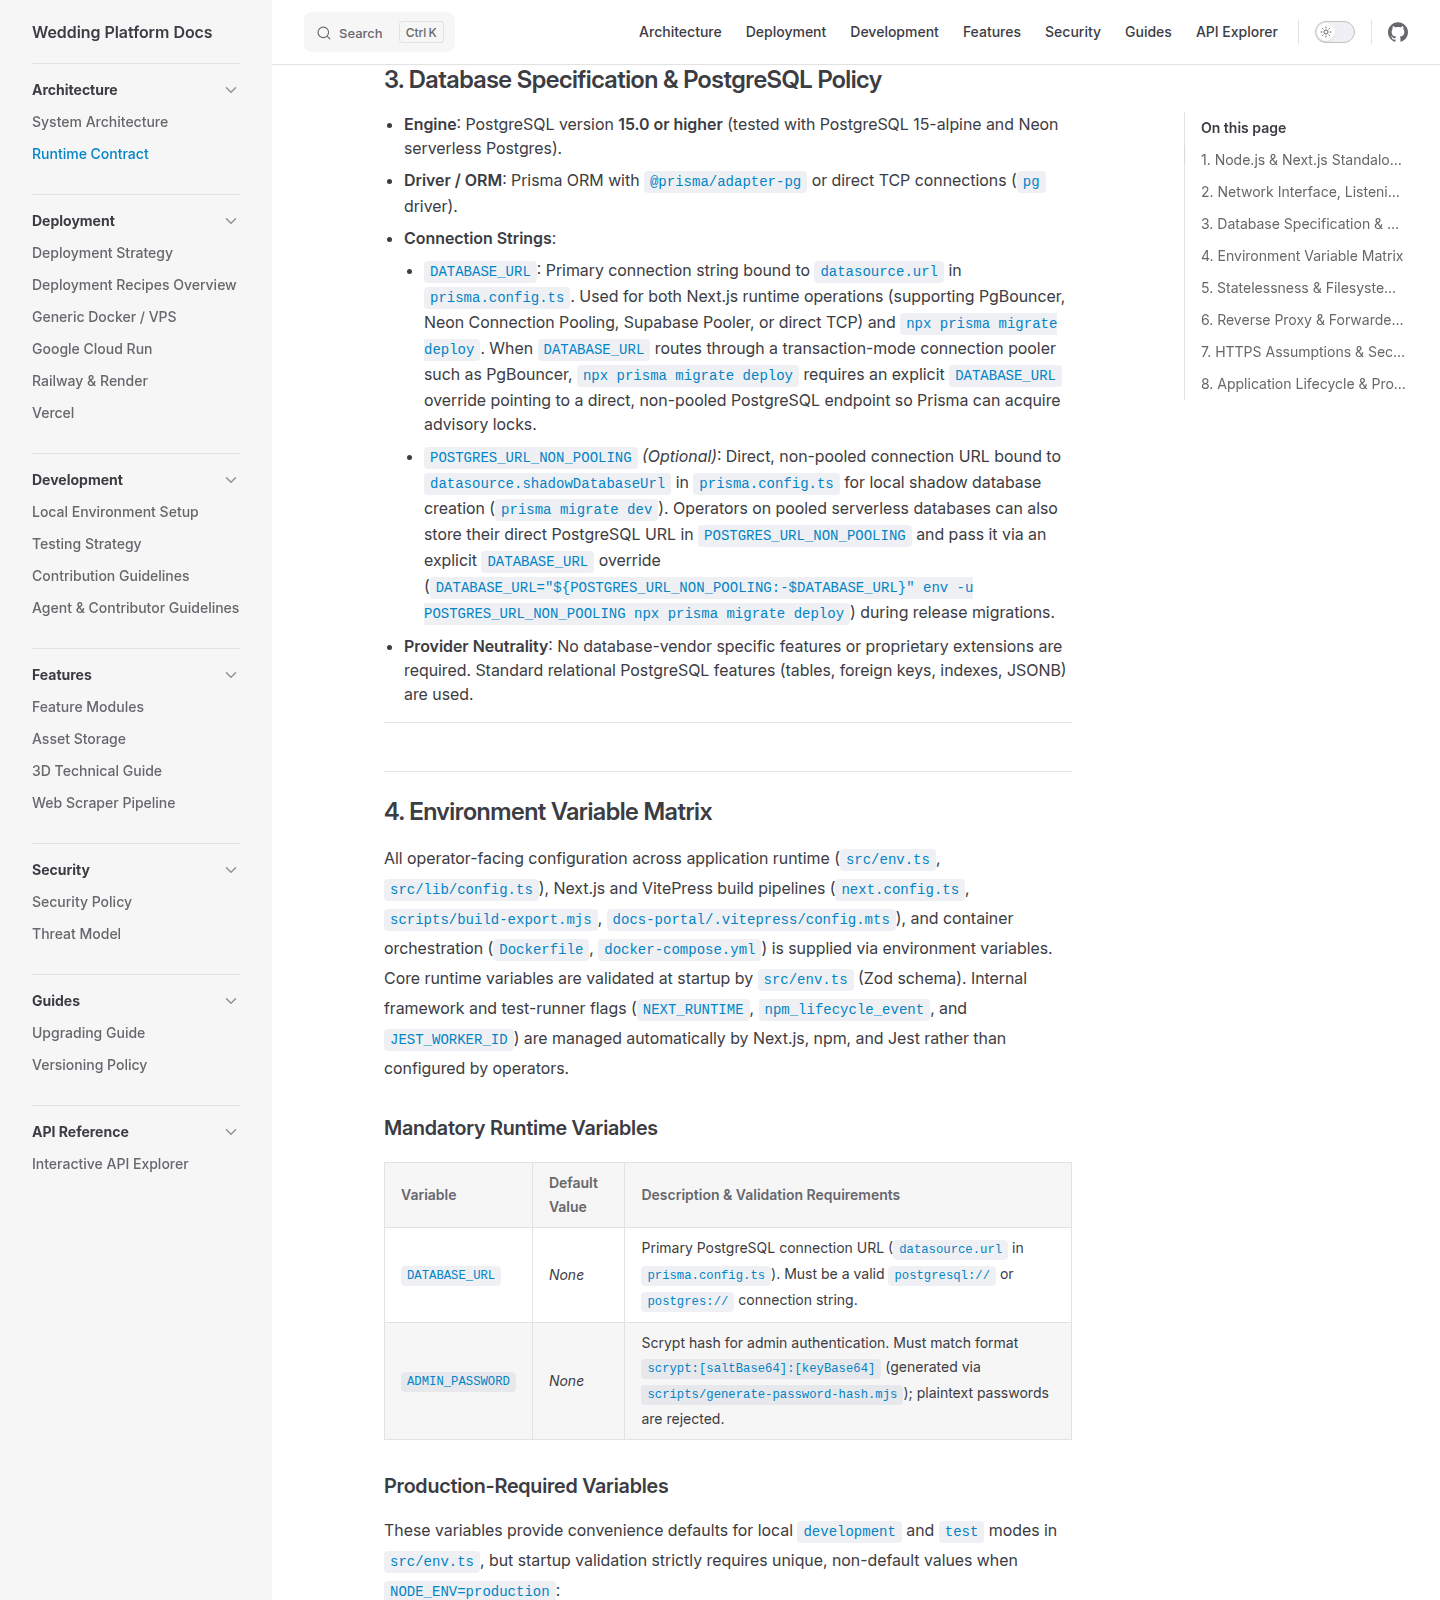 Wedding Platform Docs
Search Ctrl K
Architecture Deployment Development Features Security Guides API Explorer
Architecture
System Architecture
Runtime Contract
Deployment
Deployment Strategy
Deployment Recipes Overview
Generic Docker / VPS
Google Cloud Run
Railway & Render
Vercel
Development
Local Environment Setup
Testing Strategy
Contribution Guidelines
Agent & Contributor Guidelines
Features
Feature Modules
Asset Storage
3D Technical Guide
Web Scraper Pipeline
Security
Security Policy
Threat Model
Guides
Upgrading Guide
Versioning Policy
API Reference
Interactive API Explorer
3. Database Specification & PostgreSQL Policy
• Engine: PostgreSQL version 15.0 or higher (tested with PostgreSQL 15-alpine and Neon
serverless Postgres).
• Driver / ORM: Prisma ORM with @prisma/adapter-pg or direct TCP connections ( pg
driver).
• Connection Strings:
• DATABASE_URL : Primary connection string bound to datasource.url in
prisma.config.ts . Used for both Next.js runtime operations (supporting PgBouncer,
Neon Connection Pooling, Supabase Pooler, or direct TCP) and npx prisma migrate
deploy . When DATABASE_URL routes through a transaction-mode connection pooler
such as PgBouncer, npx prisma migrate deploy requires an explicit DATABASE_URL
override pointing to a direct, non-pooled PostgreSQL endpoint so Prisma can acquire
advisory locks.
• POSTGRES_URL_NON_POOLING (Optional): Direct, non-pooled connection URL bound to
datasource.shadowDatabaseUrl in prisma.config.ts for local shadow database
creation ( prisma migrate dev ). Operators on pooled serverless databases can also
store their direct PostgreSQL URL in POSTGRES_URL_NON_POOLING and pass it via an
explicit DATABASE_URL override
( DATABASE_URL="${POSTGRES_URL_NON_POOLING:-$DATABASE_URL}" env -u
POSTGRES_URL_NON_POOLING npx prisma migrate deploy ) during release migrations.
• Provider Neutrality: No database-vendor specific features or proprietary extensions are
required. Standard relational PostgreSQL features (tables, foreign keys, indexes, JSONB)
are used.
4. Environment Variable Matrix
All operator-facing configuration across application runtime ( src/env.ts ,
src/lib/config.ts ), Next.js and VitePress build pipelines ( next.config.ts ,
scripts/build-export.mjs , docs-portal/.vitepress/config.mts ), and container
orchestration ( Dockerfile , docker-compose.yml ) is supplied via environment variables.
Core runtime variables are validated at startup by src/env.ts (Zod schema). Internal
framework and test-runner flags ( NEXT_RUNTIME , npm_lifecycle_event , and
JEST_WORKER_ID ) are managed automatically by Next.js, npm, and Jest rather than
configured by operators.
Mandatory Runtime Variables
Variable
Default
Value
Description & Validation Requirements
DATABASE_URL
None
Primary PostgreSQL connection URL ( datasource.url in
prisma.config.ts ). Must be a valid postgresql:// or
postgres:// connection string.
ADMIN_PASSWORD
None
Scrypt hash for admin authentication. Must match format
scrypt:[saltBase64]:[keyBase64] (generated via
scripts/generate-password-hash.mjs ); plaintext passwords
are rejected.
Production-Required Variables
These variables provide convenience defaults for local development and test modes in
src/env.ts , but startup validation strictly requires unique, non-default values when
NODE_ENV=production :
On this page
1. Node.js & Next.js Standalo...
2. Network Interface, Listeni...
3. Database Specification & ...
4. Environment Variable Matrix
5. Statelessness & Filesyste...
6. Reverse Proxy & Forwarde...
7. HTTPS Assumptions & Sec...
8. Application Lifecycle & Pro...